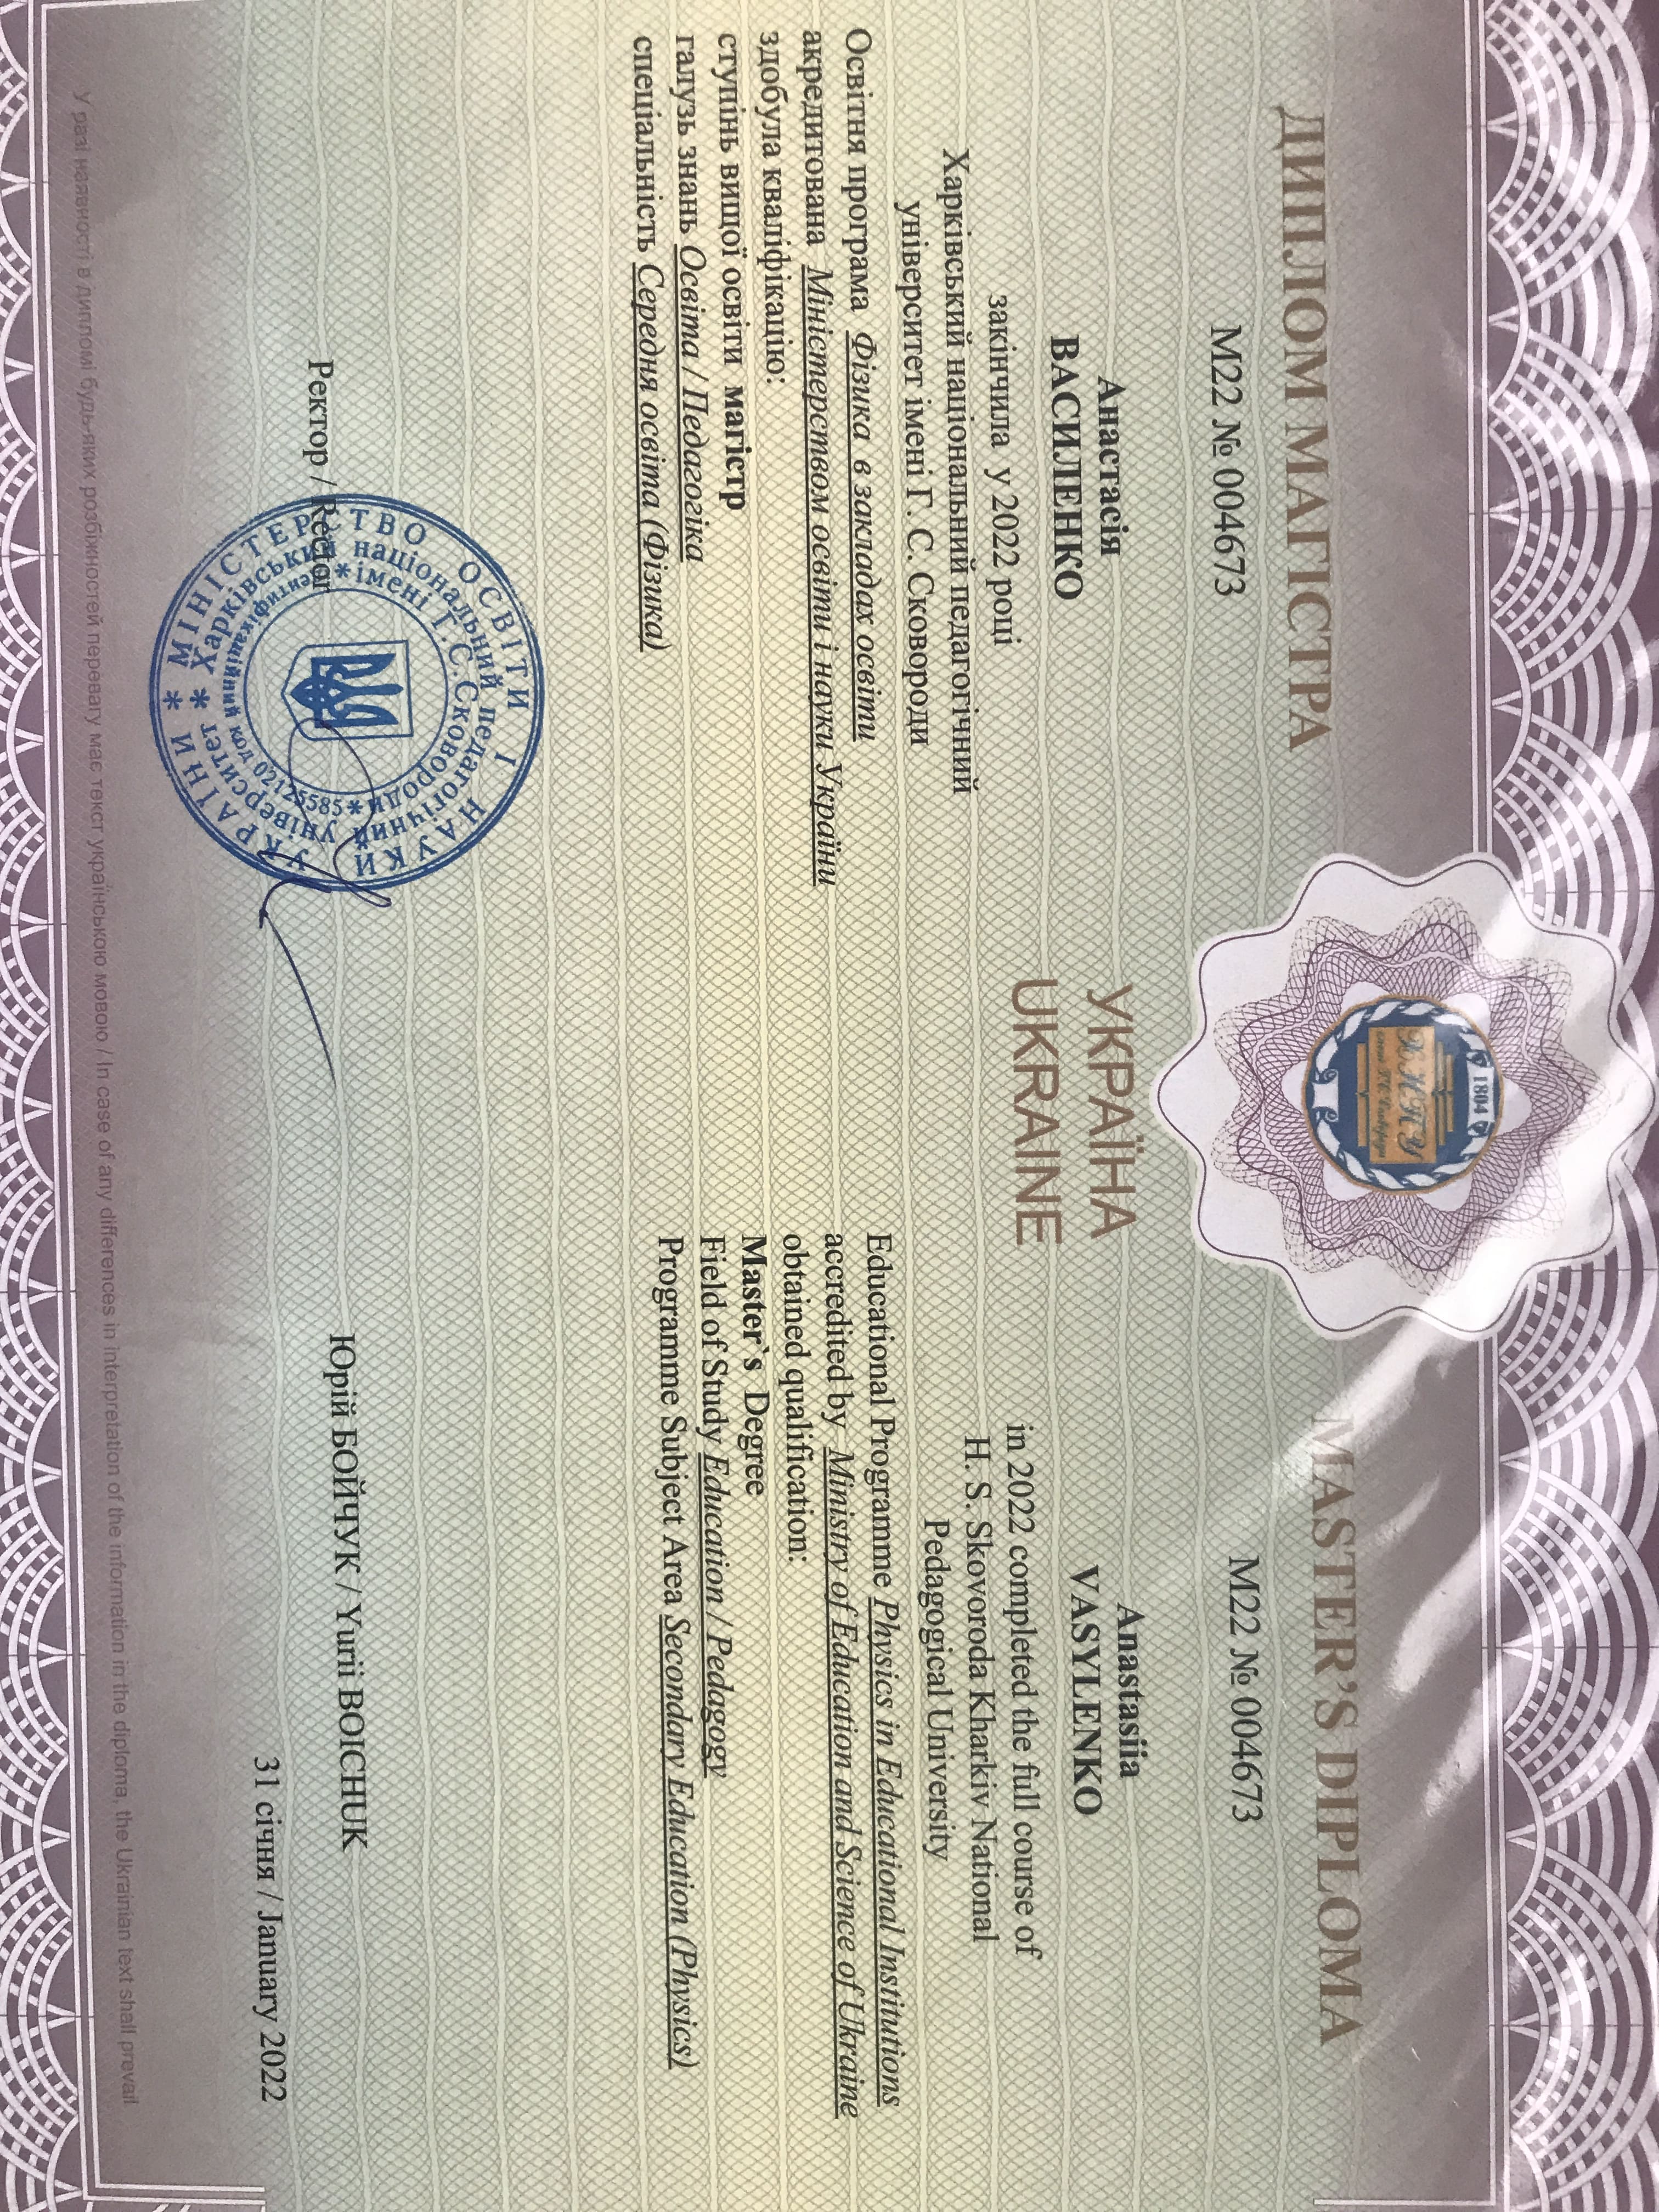 ДИПЛОМ МАГІСТРА
М22 № 004673
Анастасія
ВАСИЛЕНКО
закінчила у 2022 році
Харківський національний педагогічний
університет імені Г. С. Сковороди
Освітня програма Фізика в закладах освіти
акредитована Міністерством освіти і науки України
здобула кваліфікацію:
ступінь вищої освіти магістр
галузь знань Освіта / Педагогіка
спеціальність Середня освіта (Фізика)
1804
Х Н П У
УКРАЇНА
UKRAINE
MASTER'S DIPLOMA
M22 № 004673
Anastasiia
VASYLENKO
in 2022 completed the full course of
H. S. Skovoroda Kharkiv National
Pedagogical University
Educational Programme Physics in Educational Institutions
accredited by Ministry of Education and Science of Ukraine
obtained qualification:
Master`s Degree
Field of Study Education / Pedagogy
Programme Subject Area Secondary Education (Physics)
Ректор / Rector
МІНІСТЕРСТВО ОСВІТИ І НАУКИ УКРАЇНИ
Харківський національний педагогічний університет
імені Г.С.Сковороди
ідентифікаційний код 02125585
Юрій БОЙЧУК / Yurii BOICHUK
31 січня / January 2022
У разі наявності в дипломі будь-яких розбіжностей перевагу має текст українською мовою / In case of any differences in interpretation of the information in the diploma, the Ukrainian text shall prevail